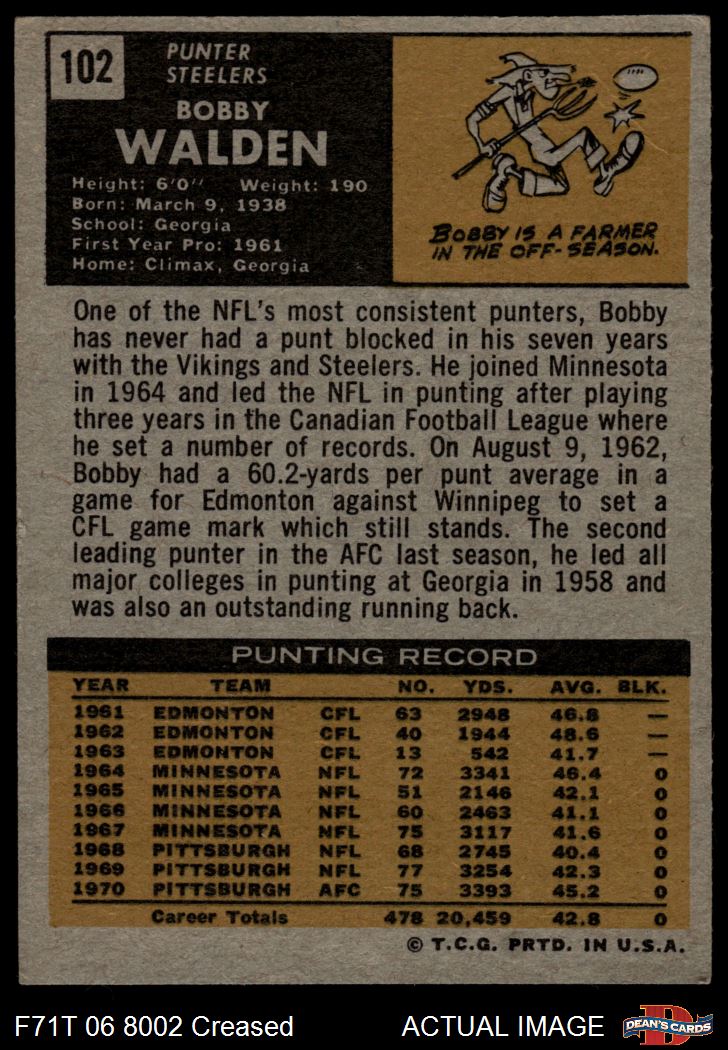 102
PUNTER
STEELERS
BOBBY
WALDEN
Height: 6'0" Weight: 190
Born: March 9, 1938
School: Georgia
First Year Pro: 1961
Home: Climax, Georgia
BOBBY IS A FARMER
IN THE OFF-SEASON.
One of the NFL's most consistent punters, Bobby
has never had a punt blocked in his seven years
with the Vikings and Steelers. He joined Minnesota
in 1964 and led the NFL in punting after playing
three years in the Canadian Football League where
he set a number of records. On August 9, 1962,
Bobby had a 60.2-yards per punt average in a
game for Edmonton against Winnipeg to set a
CFL game mark which still stands. The second
leading punter in the AFC last season, he led all
major colleges in punting at Georgia in 1958 and
was also an outstanding running back.
PUNTING RECORD
YEAR TEAM NO. YDS. AVG. BLK.
1961 EDMONTON CFL 63 2948 46.8 —
1962 EDMONTON CFL 40 1944 48.6 —
1963 EDMONTON CFL 13 542 41.7 —
1964 MINNESOTA NFL 72 3341 46.4 0
1965 MINNESOTA NFL 51 2146 42.1 0
1966 MINNESOTA NFL 60 2463 41.1 0
1967 MINNESOTA NFL 75 3117 41.6 0
1968 PITTSBURGH NFL 68 2745 40.4 0
1969 PITTSBURGH NFL 77 3254 42.3 0
1970 PITTSBURGH AFC 75 3393 45.2 0
Career Totals 478 20,459 42.8 0
© T.C.G. PRTD. IN U.S.A.
F71T 06 8002 Creased ACTUAL IMAGE
D
DEAN'S CARDS